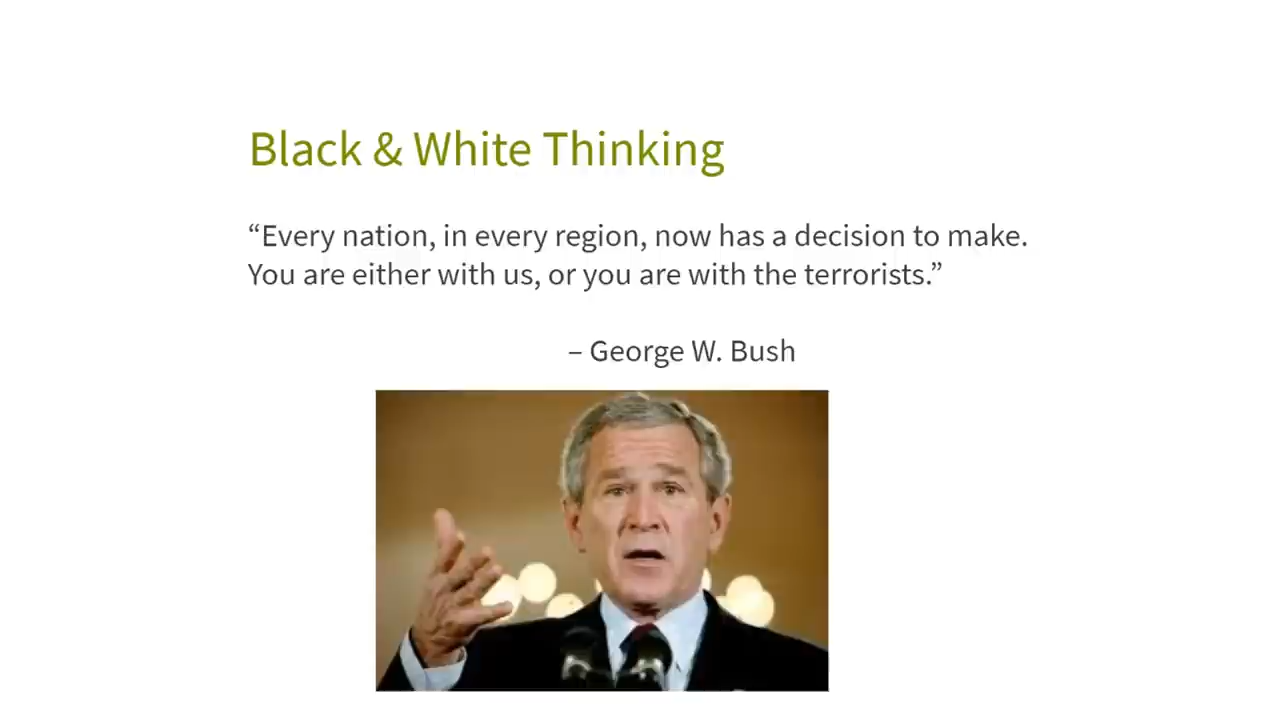 Black & White Thinking
“Every nation, in every region, now has a decision to make.
You are either with us, or you are with the terrorists.”
– George W. Bush